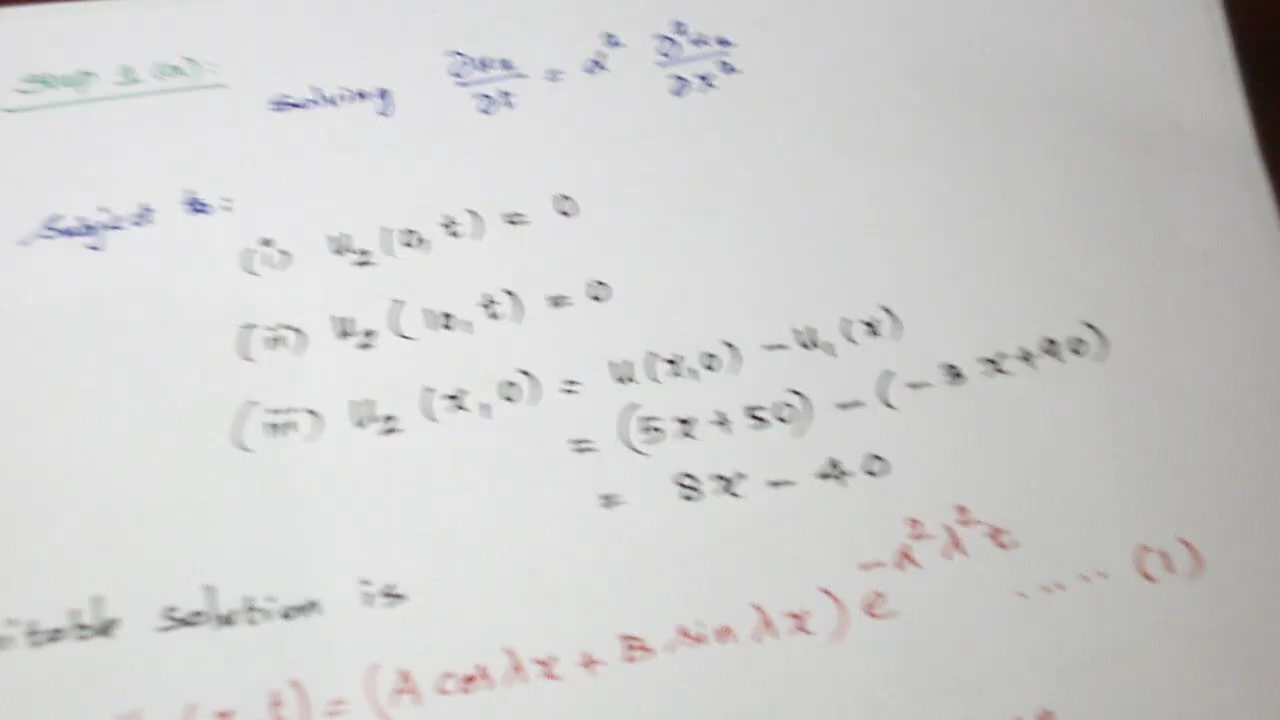 Step 2 (a):
Solving ∂u₂/∂t = α² ∂²u₂/∂x²
Subject to:
(i) u₂(0,t) = 0
(ii) u₂(10,t) = 0
(iii) u₂(x,0) = u(x,0) - u₁(x)
= (5x+50) - (-3x+90)
= 8x - 40
solution is
t) = (A cos λx + B sin λx) e^(-α²λ²t) ..... (1)